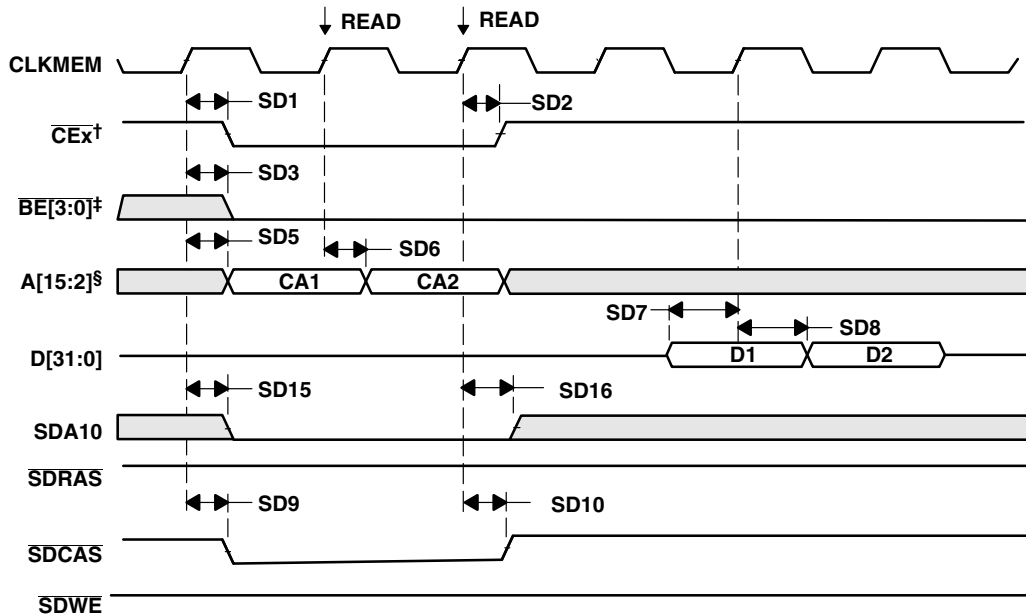 READ READ
CLKMEM
SD1 SD2
CEx†
SD3
BE[3:0]‡
SD5 SD6
A[15:2]§ CA1 CA2
SD7 SD8
D[31:0] D1 D2
SD15 SD16
SDA10
SDRAS
SD9 SD10
SDCAS
SDWE